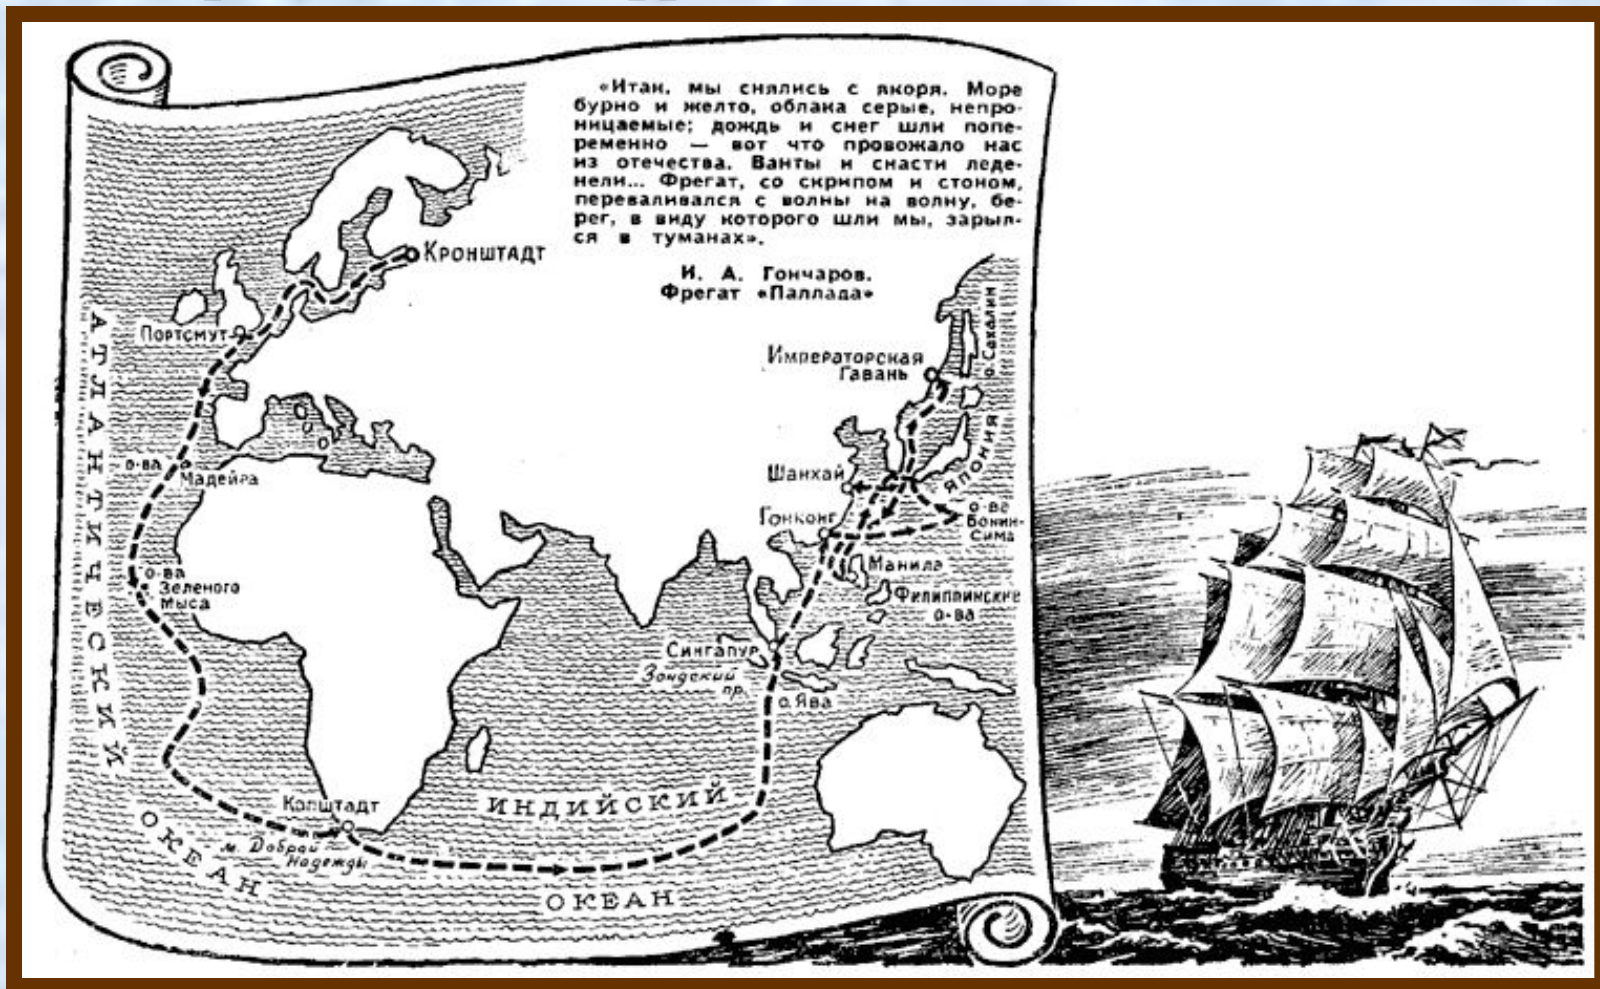 «Итак, мы снялись с якоря. Море
бурно и желто, облака серые, непро-
ницаемые; дождь и снег шли попе-
ременно — вот что провожало нас
из отечества. Ванты и снасти леде-
нели... Фрегат, со скрипом и стоном,
переваливался с волны на волну, бе-
рег, в виду которого шли мы, зарыл-
ся в туманах».
И. А. Гончаров.
Фрегат «Паллада»
Кронштадт
Портсмут
АТЛАНТИЧЕСКИЙ
ОКЕАН
о-ва
Мадейра
о-ва
Зеленого
Мыса
Капштадт
м. Доброй
Надежды
ИНДИЙСКИЙ
ОКЕАН
Императорская
Гавань
о. Сахалин
Япония
Шанхай
Гонконг
о-ва
Бонин-
Сима
Манила
Филиппинские
о-ва
Сингапур
Зондский
пр.
о. Ява